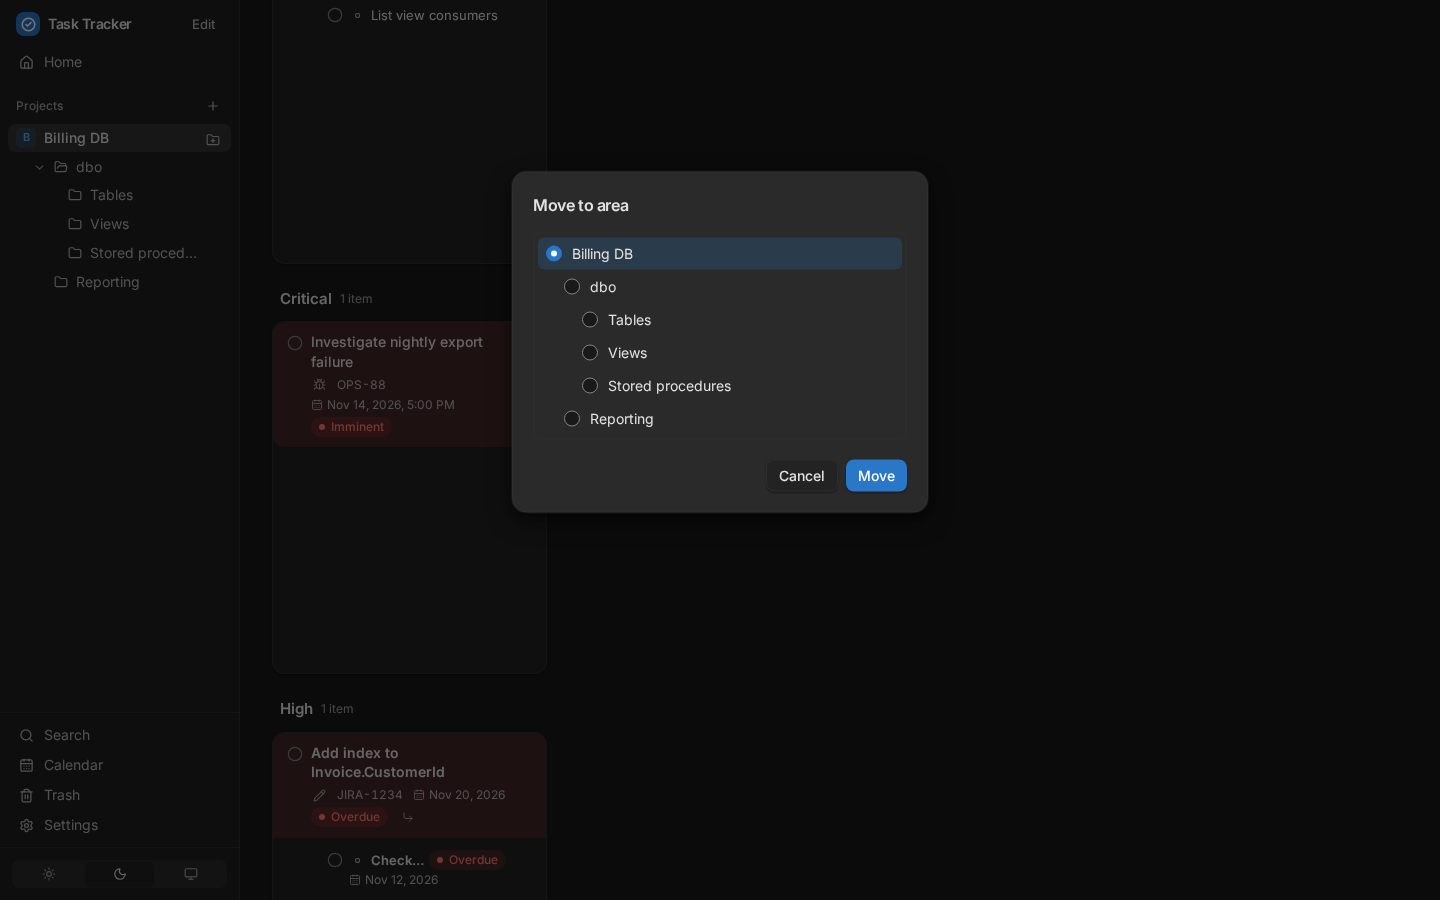 Task Tracker
Edit
Home
Projects
B
Billing DB
dbo
Tables
Views
Stored proced...
Reporting
Search
Calendar
Trash
Settings
List view consumers
Critical 1 item
Investigate nightly export
failure
OPS-88
Nov 14, 2026, 5:00 PM
Imminent
High 1 item
Add index to
Invoice.CustomerId
JIRA-1234 Nov 20, 2026
Overdue
Check... Overdue
Nov 12, 2026
Move to area
Billing DB
dbo
Tables
Views
Stored procedures
Reporting
Cancel
Move